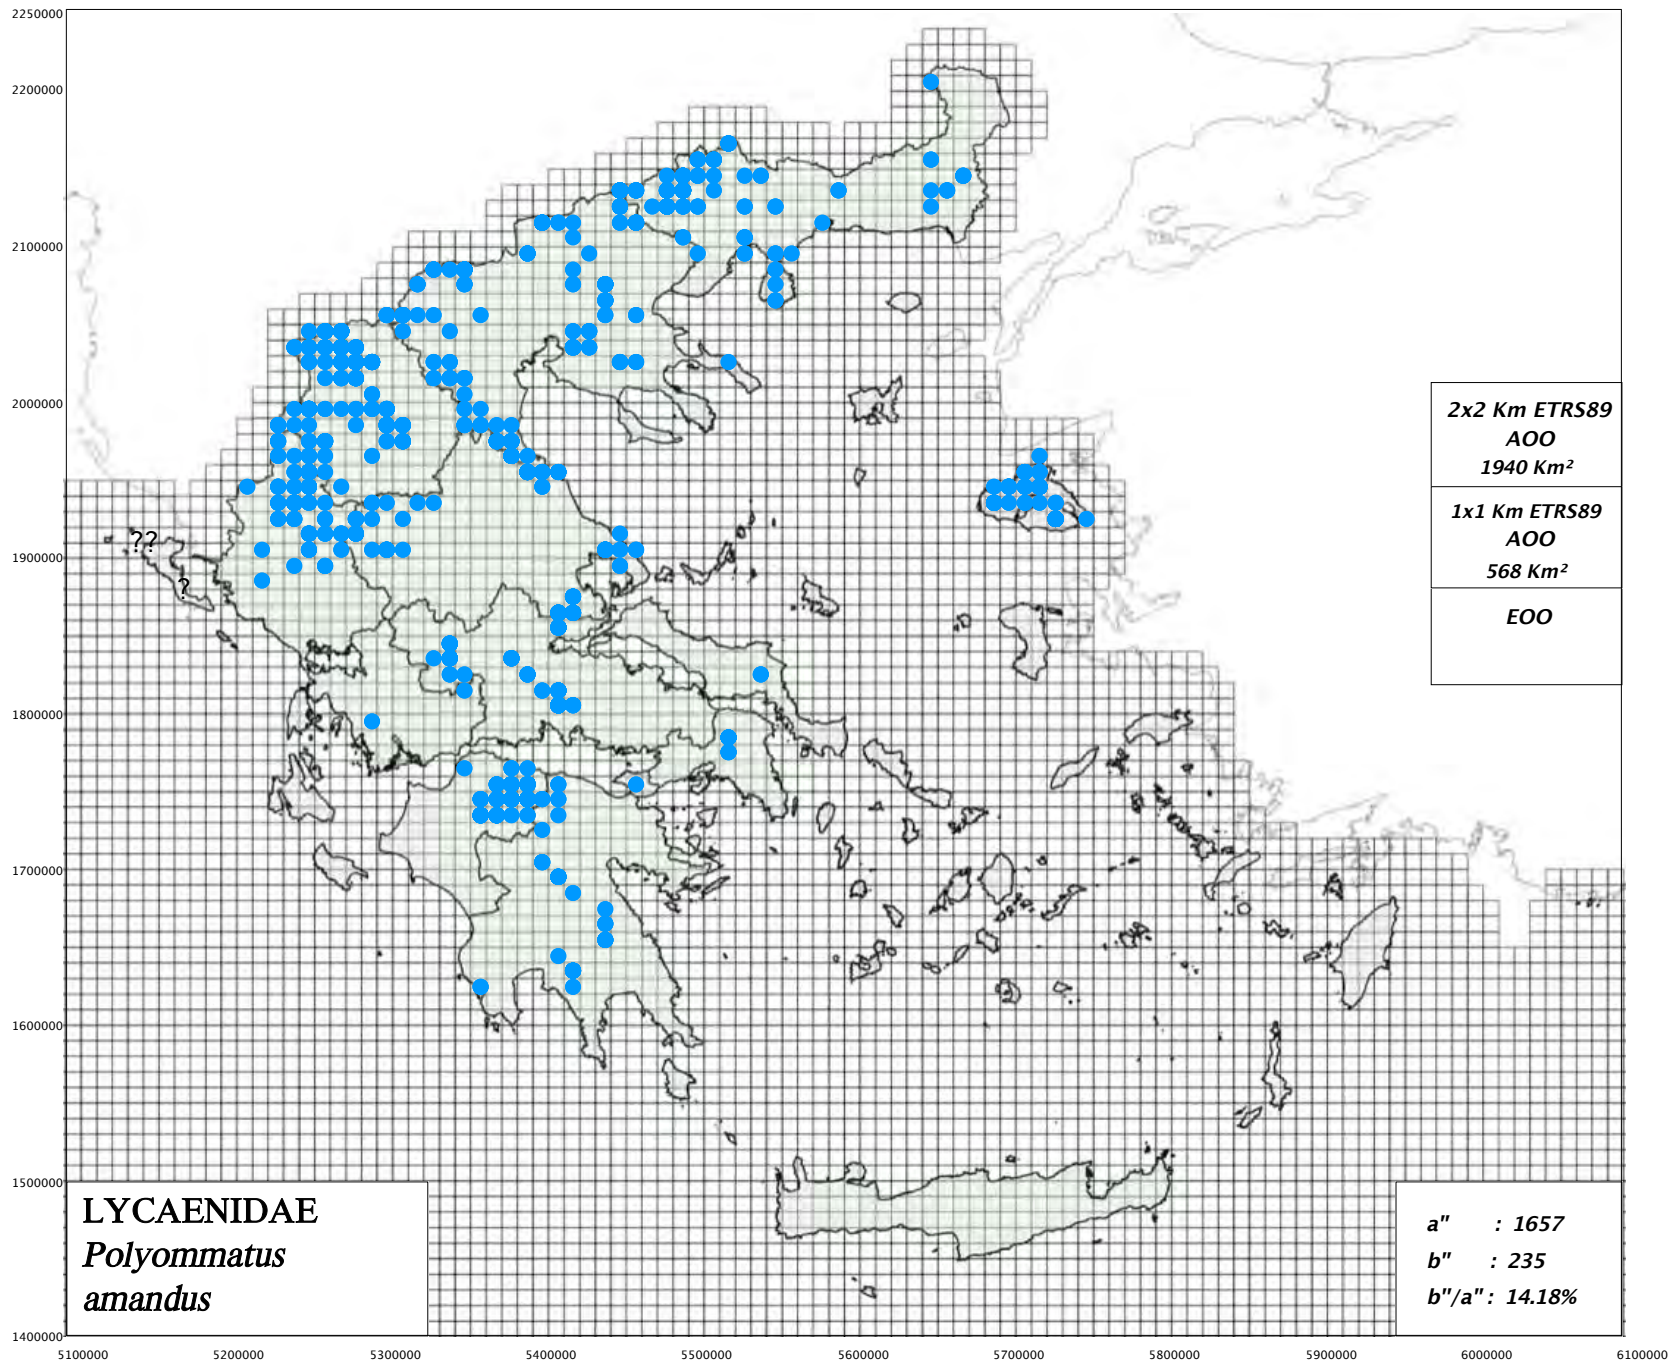 2250000
2200000
2100000
2000000
1900000
1800000
1700000
1600000
1500000
1400000
??
?
2x2 Km ETRS89
AOO
1940 Km²
1x1 Km ETRS89
AOO
568 Km²
EOO
LYCAENIDAE
Polyommatus
amandus
a" : 1657
b" : 235
b"/a" : 14.18%
5100000 5200000 5300000 5400000 5500000 5600000 5700000 5800000 5900000 6000000 6100000